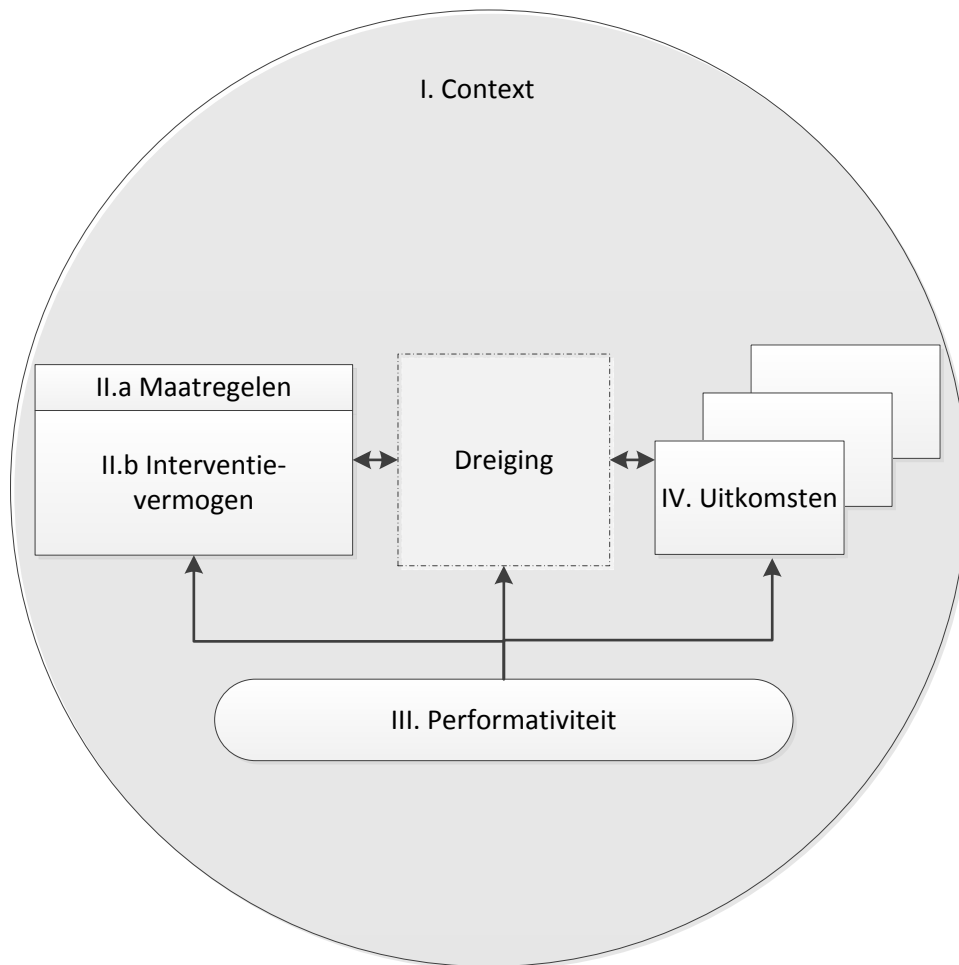 I. Context
II.a Maatregelen
II.b Interventie-
vermogen
Dreiging
IV. Uitkomsten
III. Performativiteit